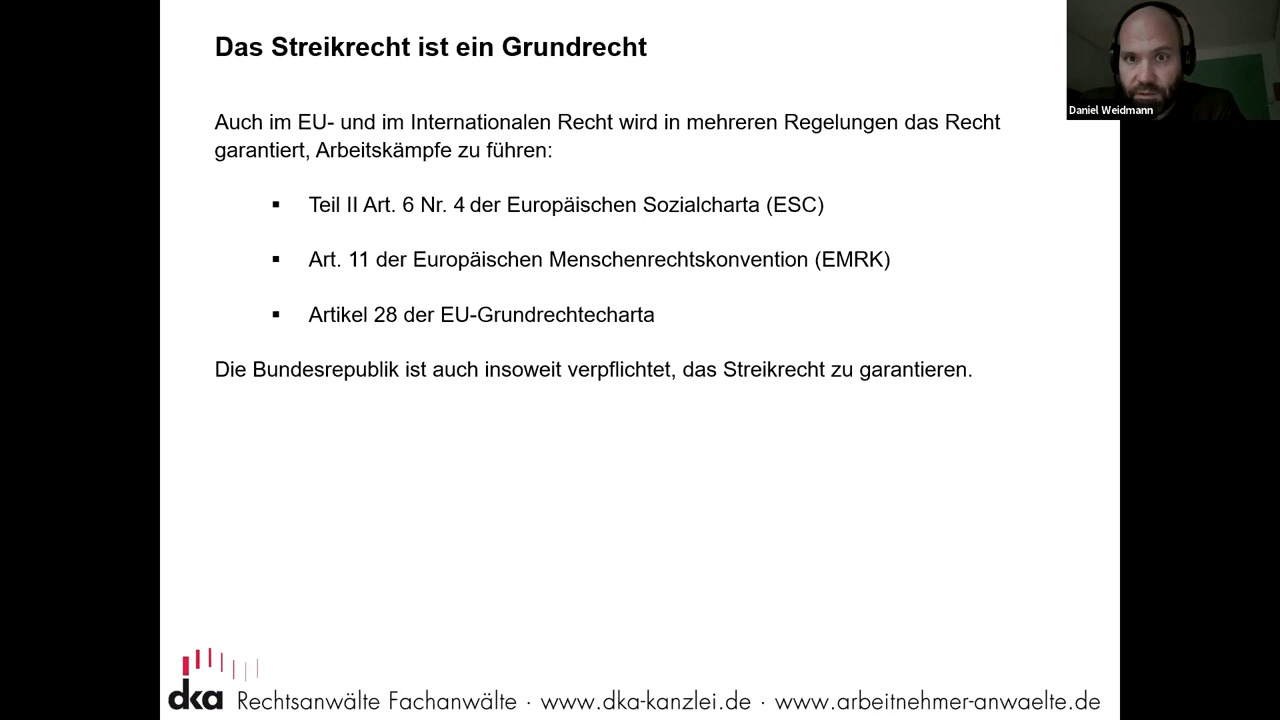 Das Streikrecht ist ein Grundrecht
Auch im EU- und im Internationalen Recht wird in mehreren Regelungen das Recht
garantiert, Arbeitskämpfe zu führen:
▪ Teil II Art. 6 Nr. 4 der Europäischen Sozialcharta (ESC)
▪ Art. 11 der Europäischen Menschenrechtskonvention (EMRK)
▪ Artikel 28 der EU-Grundrechtecharta
Die Bundesrepublik ist auch insoweit verpflichtet, das Streikrecht zu garantieren.
Daniel Weidmann
dka Rechtsanwälte Fachanwälte · www.dka-kanzlei.de · www.arbeitnehmer-anwaelte.de